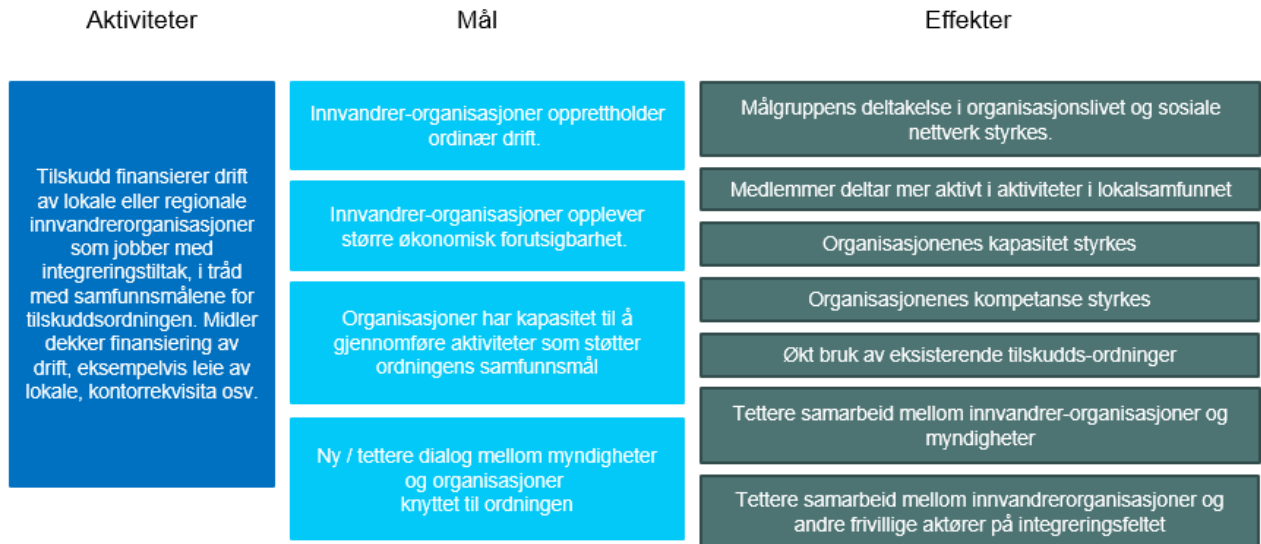 Aktiviteter
Mål
Effekter
Tilskudd finansierer drift
av lokale eller regionale
innvandrerorganisasjoner
som jobber med
integreringstiltak, i tråd
med samfunnsmålene for
tilskuddsordningen. Midler
dekker finansiering av
drift, eksempelvis leie av
lokale, kontorrekvisita osv.
Innvandrer-organisasjoner opprettholder
ordinær drift.
Innvandrer-organisasjoner opplever
større økonomisk forutsigbarhet.
Organisasjoner har kapasitet til å
gjennomføre aktiviteter som støtter
ordningens samfunnsmål
Ny / tettere dialog mellom myndigheter
og organisasjoner
knyttet til ordningen
Målgruppens deltakelse i organisasjonslivet og sosiale
nettverk styrkes.
Medlemmer deltar mer aktivt i aktiviteter i lokalsamfunnet
Organisasjonenes kapasitet styrkes
Organisasjonenes kompetanse styrkes
Økt bruk av eksisterende tilskudds-ordninger
Tettere samarbeid mellom innvandrer-organisasjoner og
myndigheter
Tettere samarbeid mellom innvandrerorganisasjoner og
andre frivillige aktører på integreringsfeltet